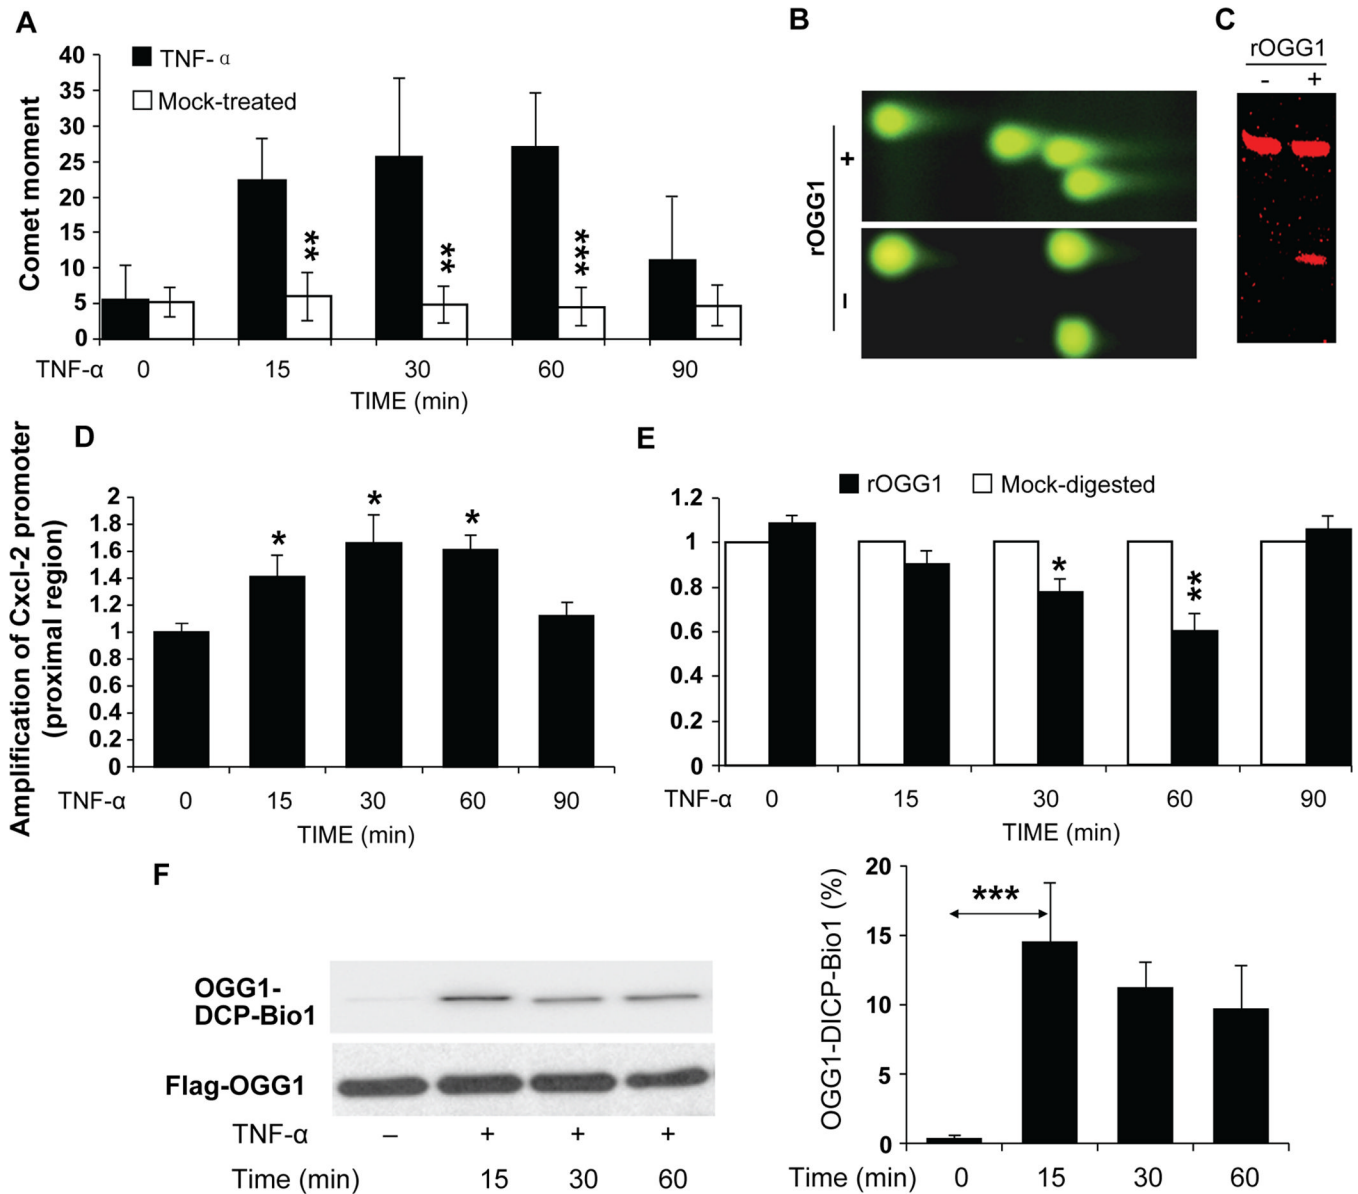 A
TNF- α
Mock-treated
Comet moment
40
35
30
25
20
15
10
5
0
**
**
***
TNF-α 0 15 30 60 90
TIME (min)
B
rOGG1
+
–
C
rOGG1
- +
D
Amplification of Cxcl-2 promoter
(proximal region)
2
1.8
1.6
1.4
1.2
1
0.8
0.6
0.4
0.2
0
*
*
*
TNF-α 0 15 30 60 90
TIME (min)
E
rOGG1 Mock-digested
1.2
1
0.8
0.6
0.4
0.2
0
*
**
TNF-α 0 15 30 60 90
TIME (min)
F
OGG1-
DCP-Bio1
Flag-OGG1
TNF-α – + + +
Time (min) 15 30 60
OGG1-DICP-Bio1 (%)
20
15
10
5
0
***
Time (min) 0 15 30 60